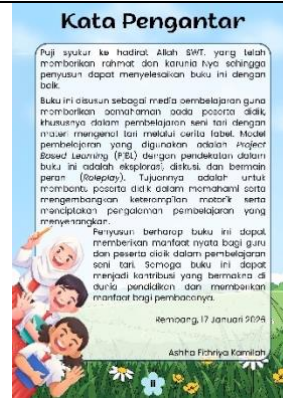 Kata Pengantar
Puji syukur ke hadirat Allah SWT. yang telah
memberikan rahmat dan karunia Nya sehingga
penyusun dapat menyelesaikan buku ini dengan
baik.
Buku ini disusun sebagai media pembelajaran guna
memberikan pemahaman pada peserta didik,
khususnya dalam pembelajaran seni tari dengan
materi mengenal tari melalui cerita label. Model
pembelajaran yang digunakan adalah Project
Based Learning (PjBL) dengan pendekatan dalam
buku ini adalah eksplorasi, diskusi, dan bermain
peran (Roleplay). Tujuannya adalah untuk
membantu peserta didik dalam memahami serta
mengembangkan keterampilan motorik serta
menciptakan pengalaman pembelajaran yang
menyenangkan.
Penyusun berharap buku ini dapat
memberikan manfaat nyata bagi guru
dan peserta didik dalam pembelajaran
seni tari. Semoga buku ini dapat
menjadi kontribusi yang bermakna di
dunia pendidikan dan memberikan
manfaat bagi pembacanya.
Rembang, 17 Januari 2026
Ashha Fithriya Kamilah
ii